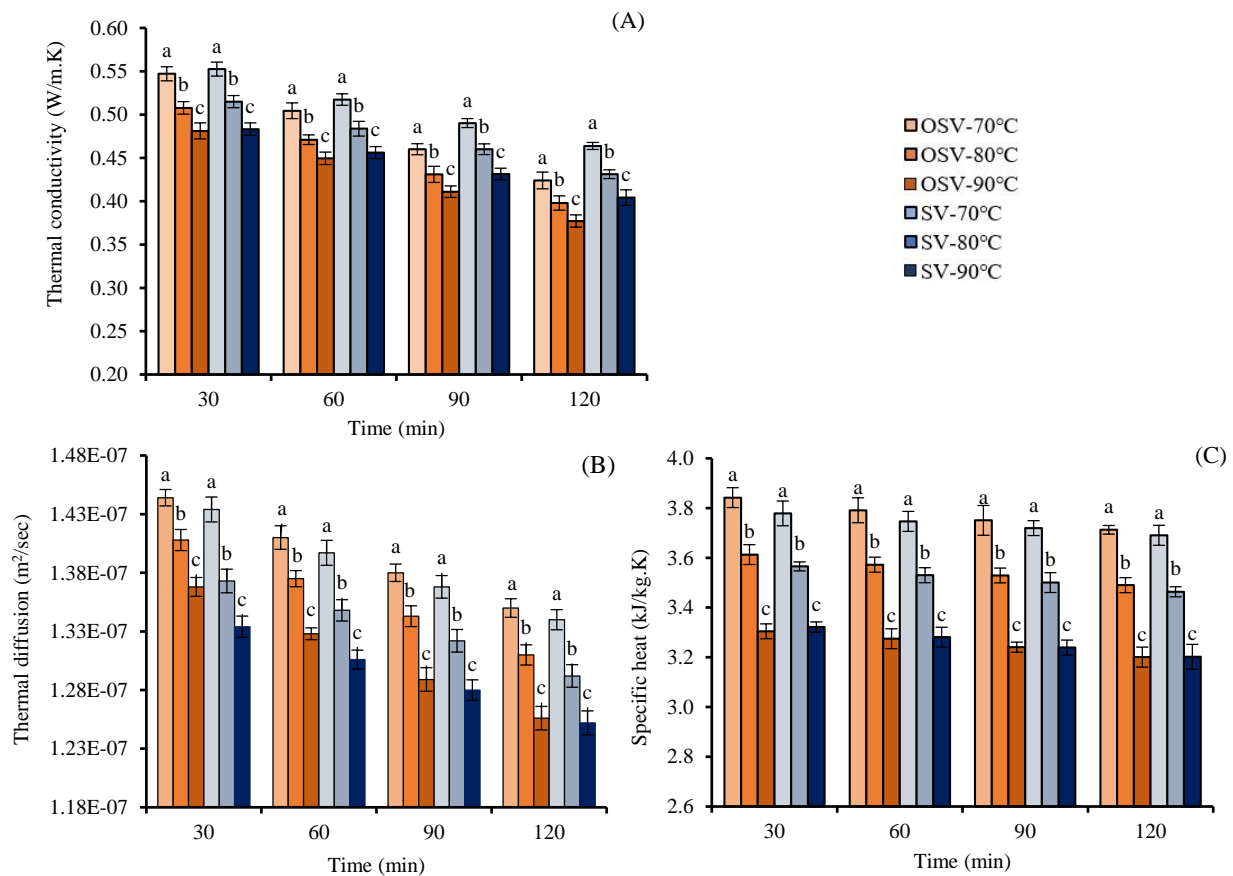 (A)
Thermal conductivity (W/m.K)
0.60
0.55
0.50
0.45
0.40
0.35
0.30
0.25
0.20
a b c a b c
a b c a b c
a b c a b c
a b c a b c
30 60 90 120
Time (min)
OSV-70°C
OSV-80°C
OSV-90°C
SV-70°C
SV-80°C
SV-90°C
(B)
Thermal diffusion (m²/sec)
1.48E-07
1.43E-07
1.38E-07
1.33E-07
1.28E-07
1.23E-07
1.18E-07
a b c a b c
a b c a b c
a b c a b c
a b c a b c
30 60 90 120
Time (min)
(C)
Specific heat (kJ/kg.K)
4.0
3.8
3.6
3.4
3.2
3.0
2.8
2.6
a b c a b c
a b c a b c
a b c a b c
a b c a b c
30 60 90 120
Time (min)